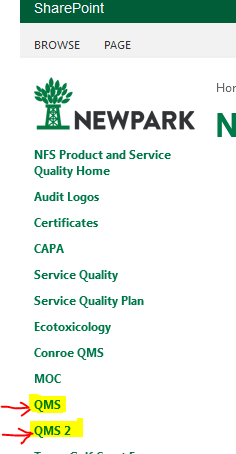 SharePoint
BROWSE PAGE
Hor
NEWPARK
N
NFS Product and Service
Quality Home
Audit Logos
Certificates
CAPA
Service Quality
Service Quality Plan
Ecotoxicology
Conroe QMS
MOC
QMS
QMS 2